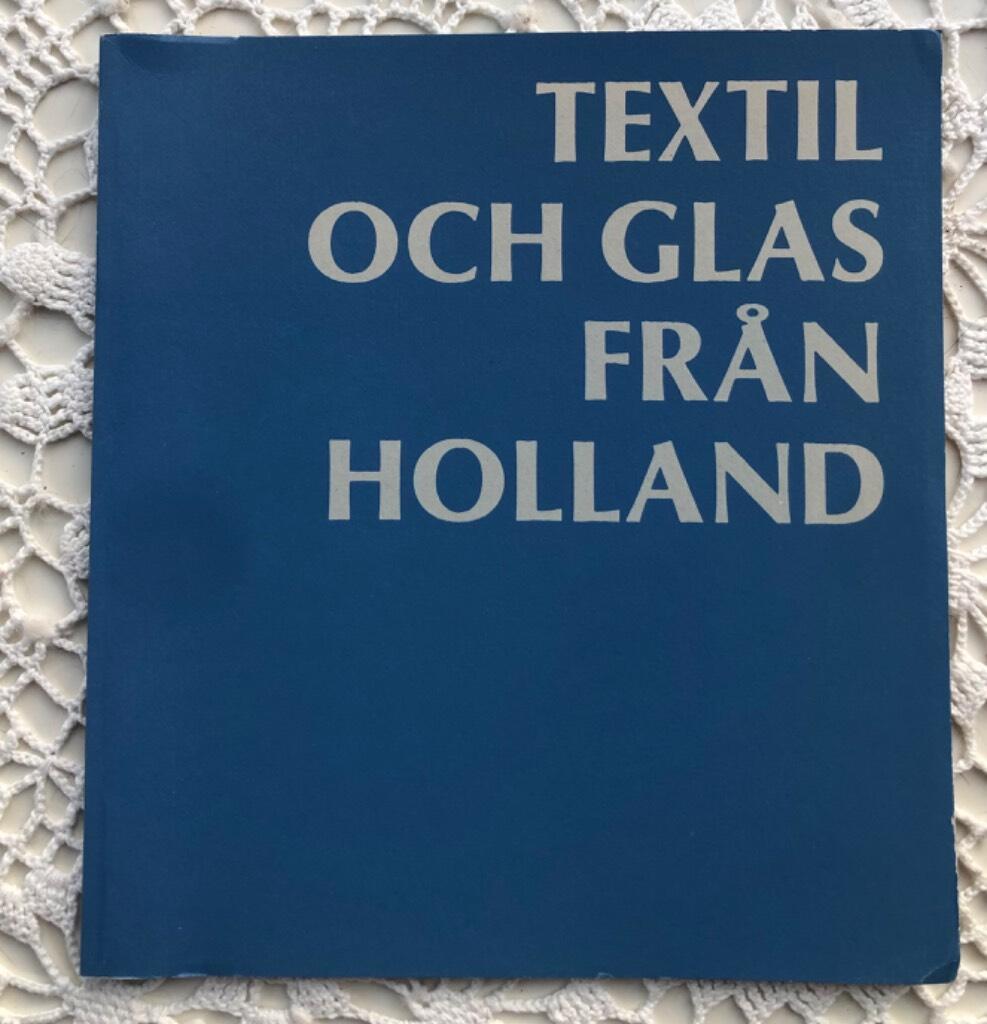 TEXTIL
OCH GLAS
FRÅN
HOLLAND